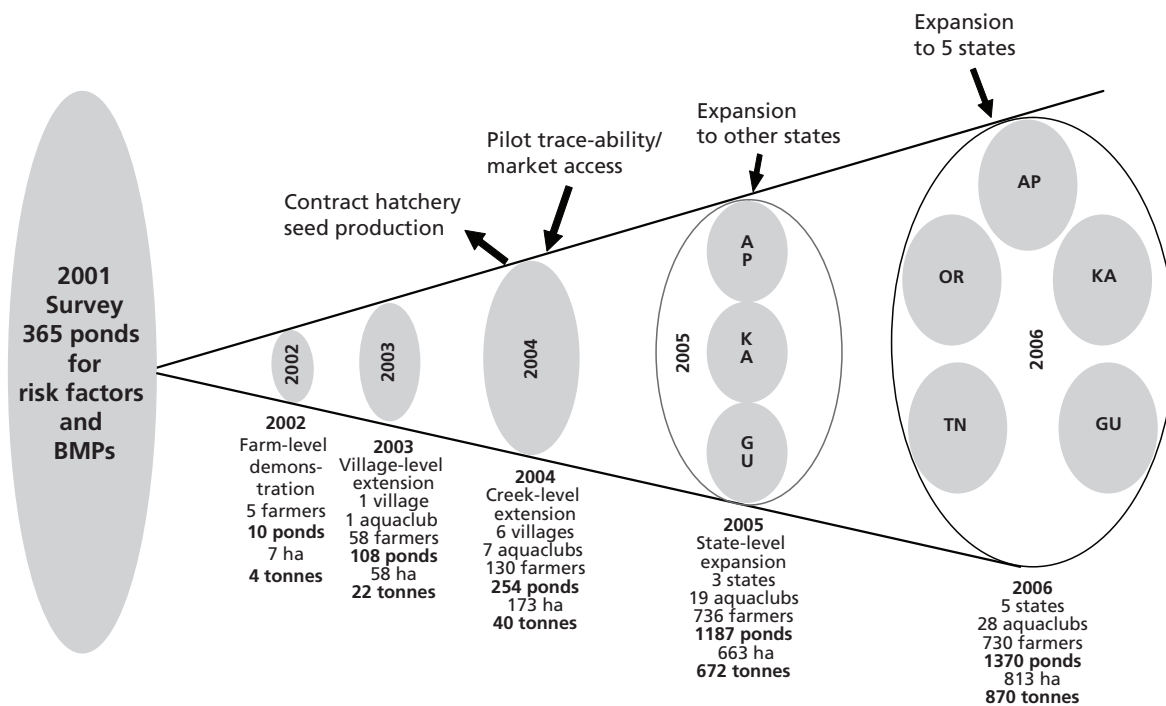 Expansion
to 5 states
Expansion
to other states
Pilot trace-ability/
market access
Contract hatchery
seed production
2001
Survey
365 ponds
for
risk factors
and
BMPs
2002
2003
2004
2005
A
P
K
A
G
U
2006
AP
OR
KA
TN
GU
2002
Farm-level
demons-
tration
5 farmers
10 ponds
7 ha
4 tonnes
2003
Village-level
extension
1 village
1 aquaclub
58 farmers
108 ponds
58 ha
22 tonnes
2004
Creek-level
extension
6 villages
7 aquaclubs
130 farmers
254 ponds
173 ha
40 tonnes
2005
State-level
expansion
3 states
19 aquaclubs
736 farmers
1187 ponds
663 ha
672 tonnes
2006
5 states
28 aquaclubs
730 farmers
1370 ponds
813 ha
870 tonnes